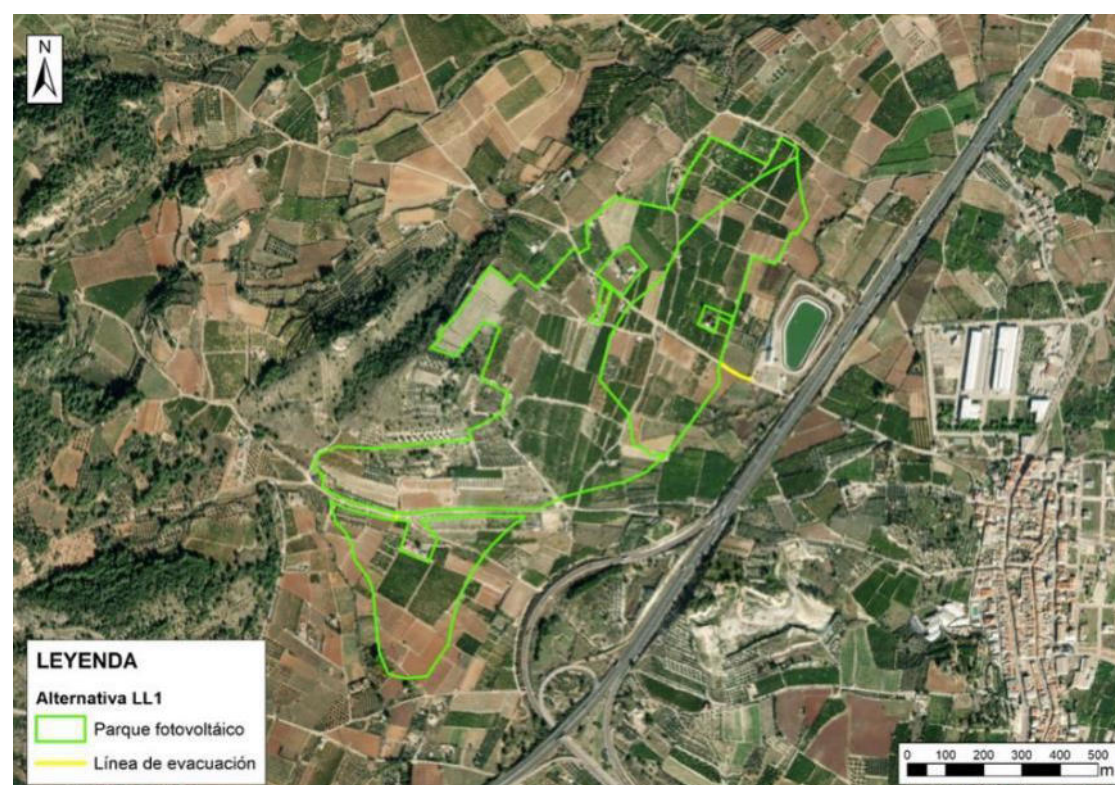 N
LEYENDA
Alternativa LL1
Parque fotovoltáico
Línea de evacuación
0 100 200 300 400 500
m